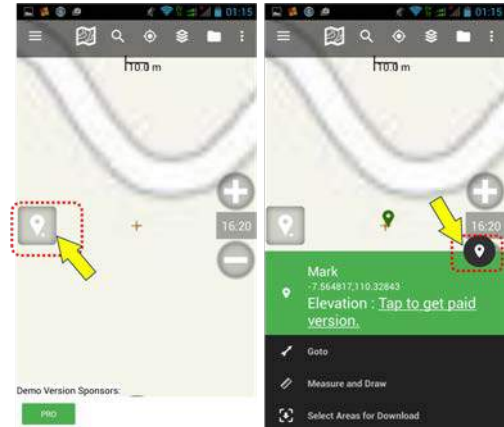 01:15
10.0 m
16:20
Demo Version Sponsors:
PRO
01:15
10.0 m
16:20
Mark
-7.564817,110.32843
Elevation : Tap to get paid
version.
Goto
Measure and Draw
Select Areas for Download